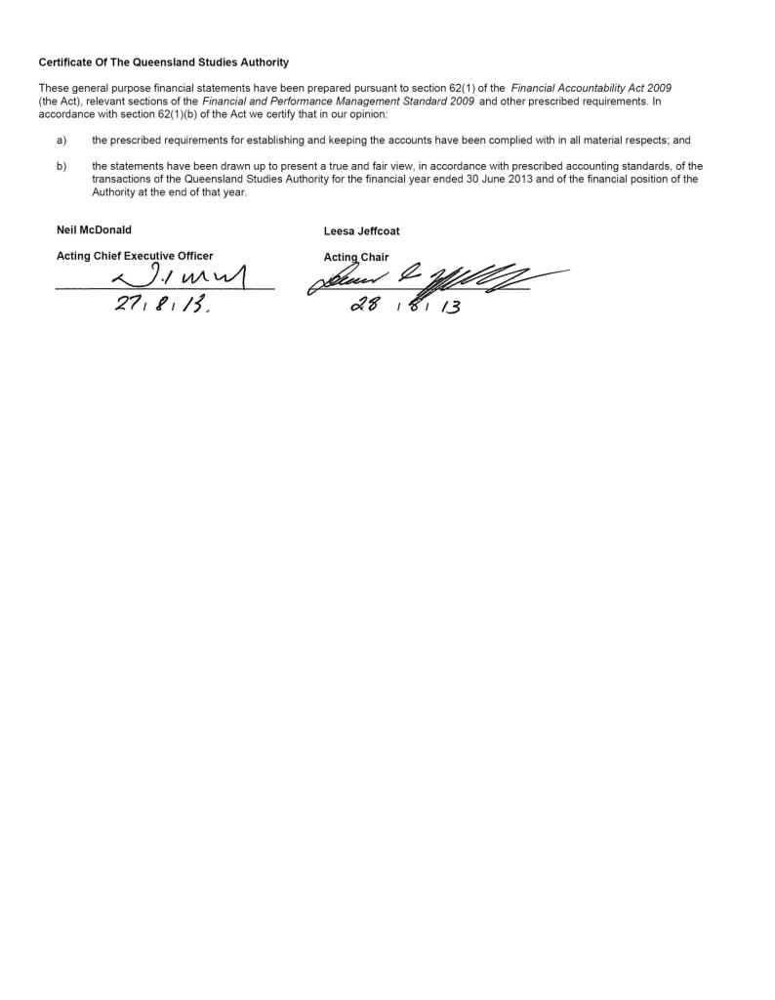 Certificate Of The Queensland Studies Authority
These general purpose financial statements have been prepared pursuant to section 62(1) of the Financial Accountability Act 2009
(the Act), relevant sections of the Financial and Performance Management Standard 2009 and other prescribed requirements. In
accordance with section 62(1)(b) of the Act we certify that in our opinion:
a) the prescribed requirements for establishing and keeping the accounts have been complied with in all material respects; and
b) the statements have been drawn up to present a true and fair view, in accordance with prescribed accounting standards, of the
transactions of the Queensland Studies Authority for the financial year ended 30 June 2013 and of the financial position of the
Authority at the end of that year.
Neil McDonald Leesa Jeffcoat
Acting Chief Executive Officer Acting Chair
27/8/13. 28/8/13